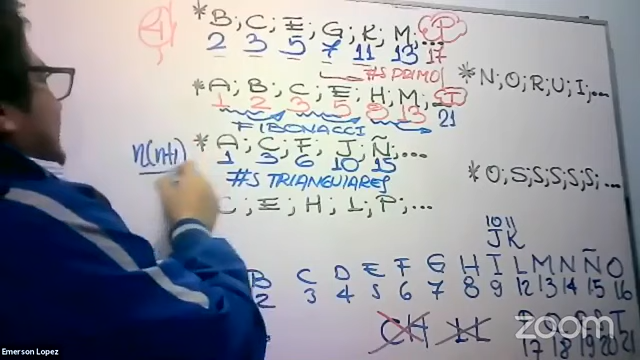 * B; C; E; G; K; M; ... P
2 3 5 7 11 13 17
#S PRIMO
* A; B; C; E; H; M; ...
1 2 3 5 8 13 21
FIBONACCI
n(n+1) * A; C; F; J; Ñ; ...
1 3 6 10 15
#S TRIANGULARES
C; E; H; L; P; ...
* N; O; R; U; I; ...
* O; S; S; S; S; S; ...
10 11
J K
B C D E F G H I L M N Ñ O
2 3 4 5 6 7 8 9 12 13 14 15 16
CH LL
17 18 19 20 21
zoom
Emerson Lopez